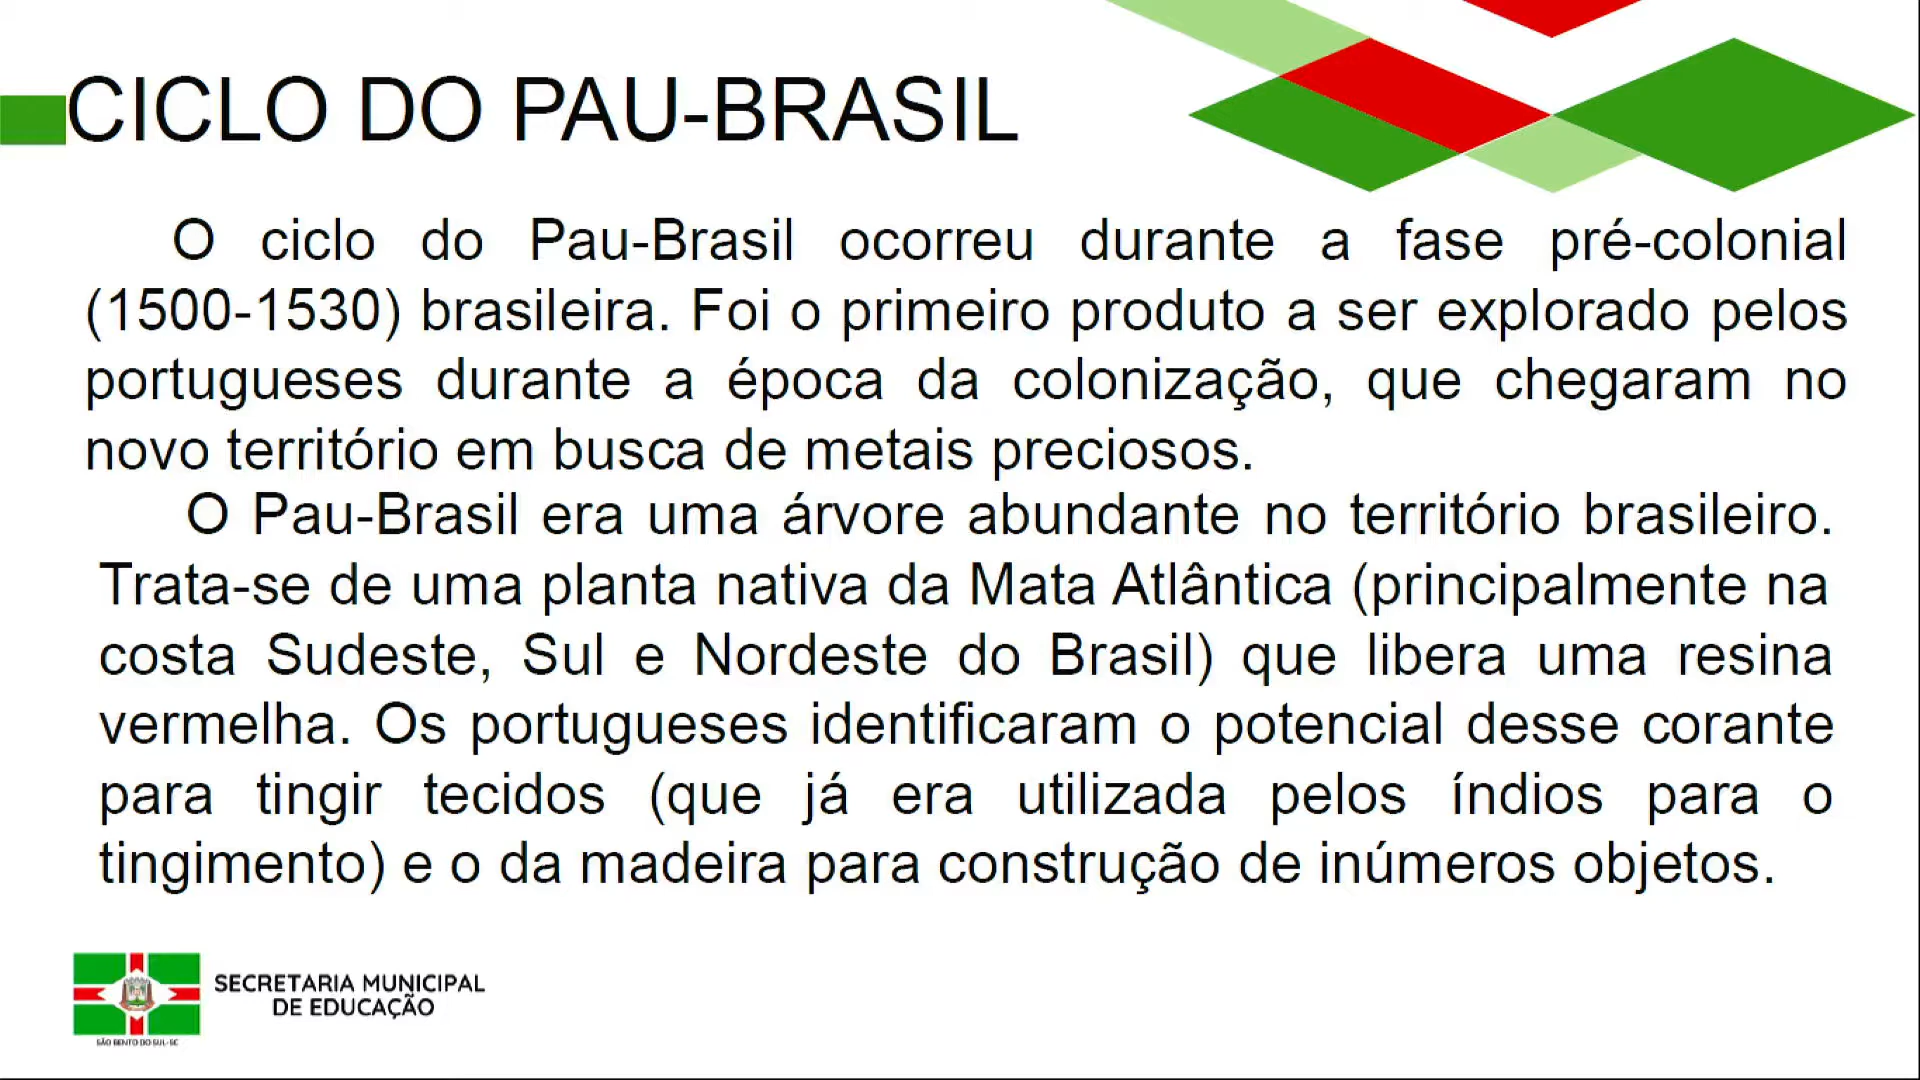 CICLO DO PAU-BRASIL
O ciclo do Pau-Brasil ocorreu durante a fase pré-colonial
(1500-1530) brasileira. Foi o primeiro produto a ser explorado pelos
portugueses durante a época da colonização, que chegaram no
novo território em busca de metais preciosos.
O Pau-Brasil era uma árvore abundante no território brasileiro.
Trata-se de uma planta nativa da Mata Atlântica (principalmente na
costa Sudeste, Sul e Nordeste do Brasil) que libera uma resina
vermelha. Os portugueses identificaram o potencial desse corante
para tingir tecidos (que já era utilizada pelos índios para o
tingimento) e o da madeira para construção de inúmeros objetos.
SECRETARIA MUNICIPAL
DE EDUCAÇÃO
SÃO BENTO DO SUL-SC